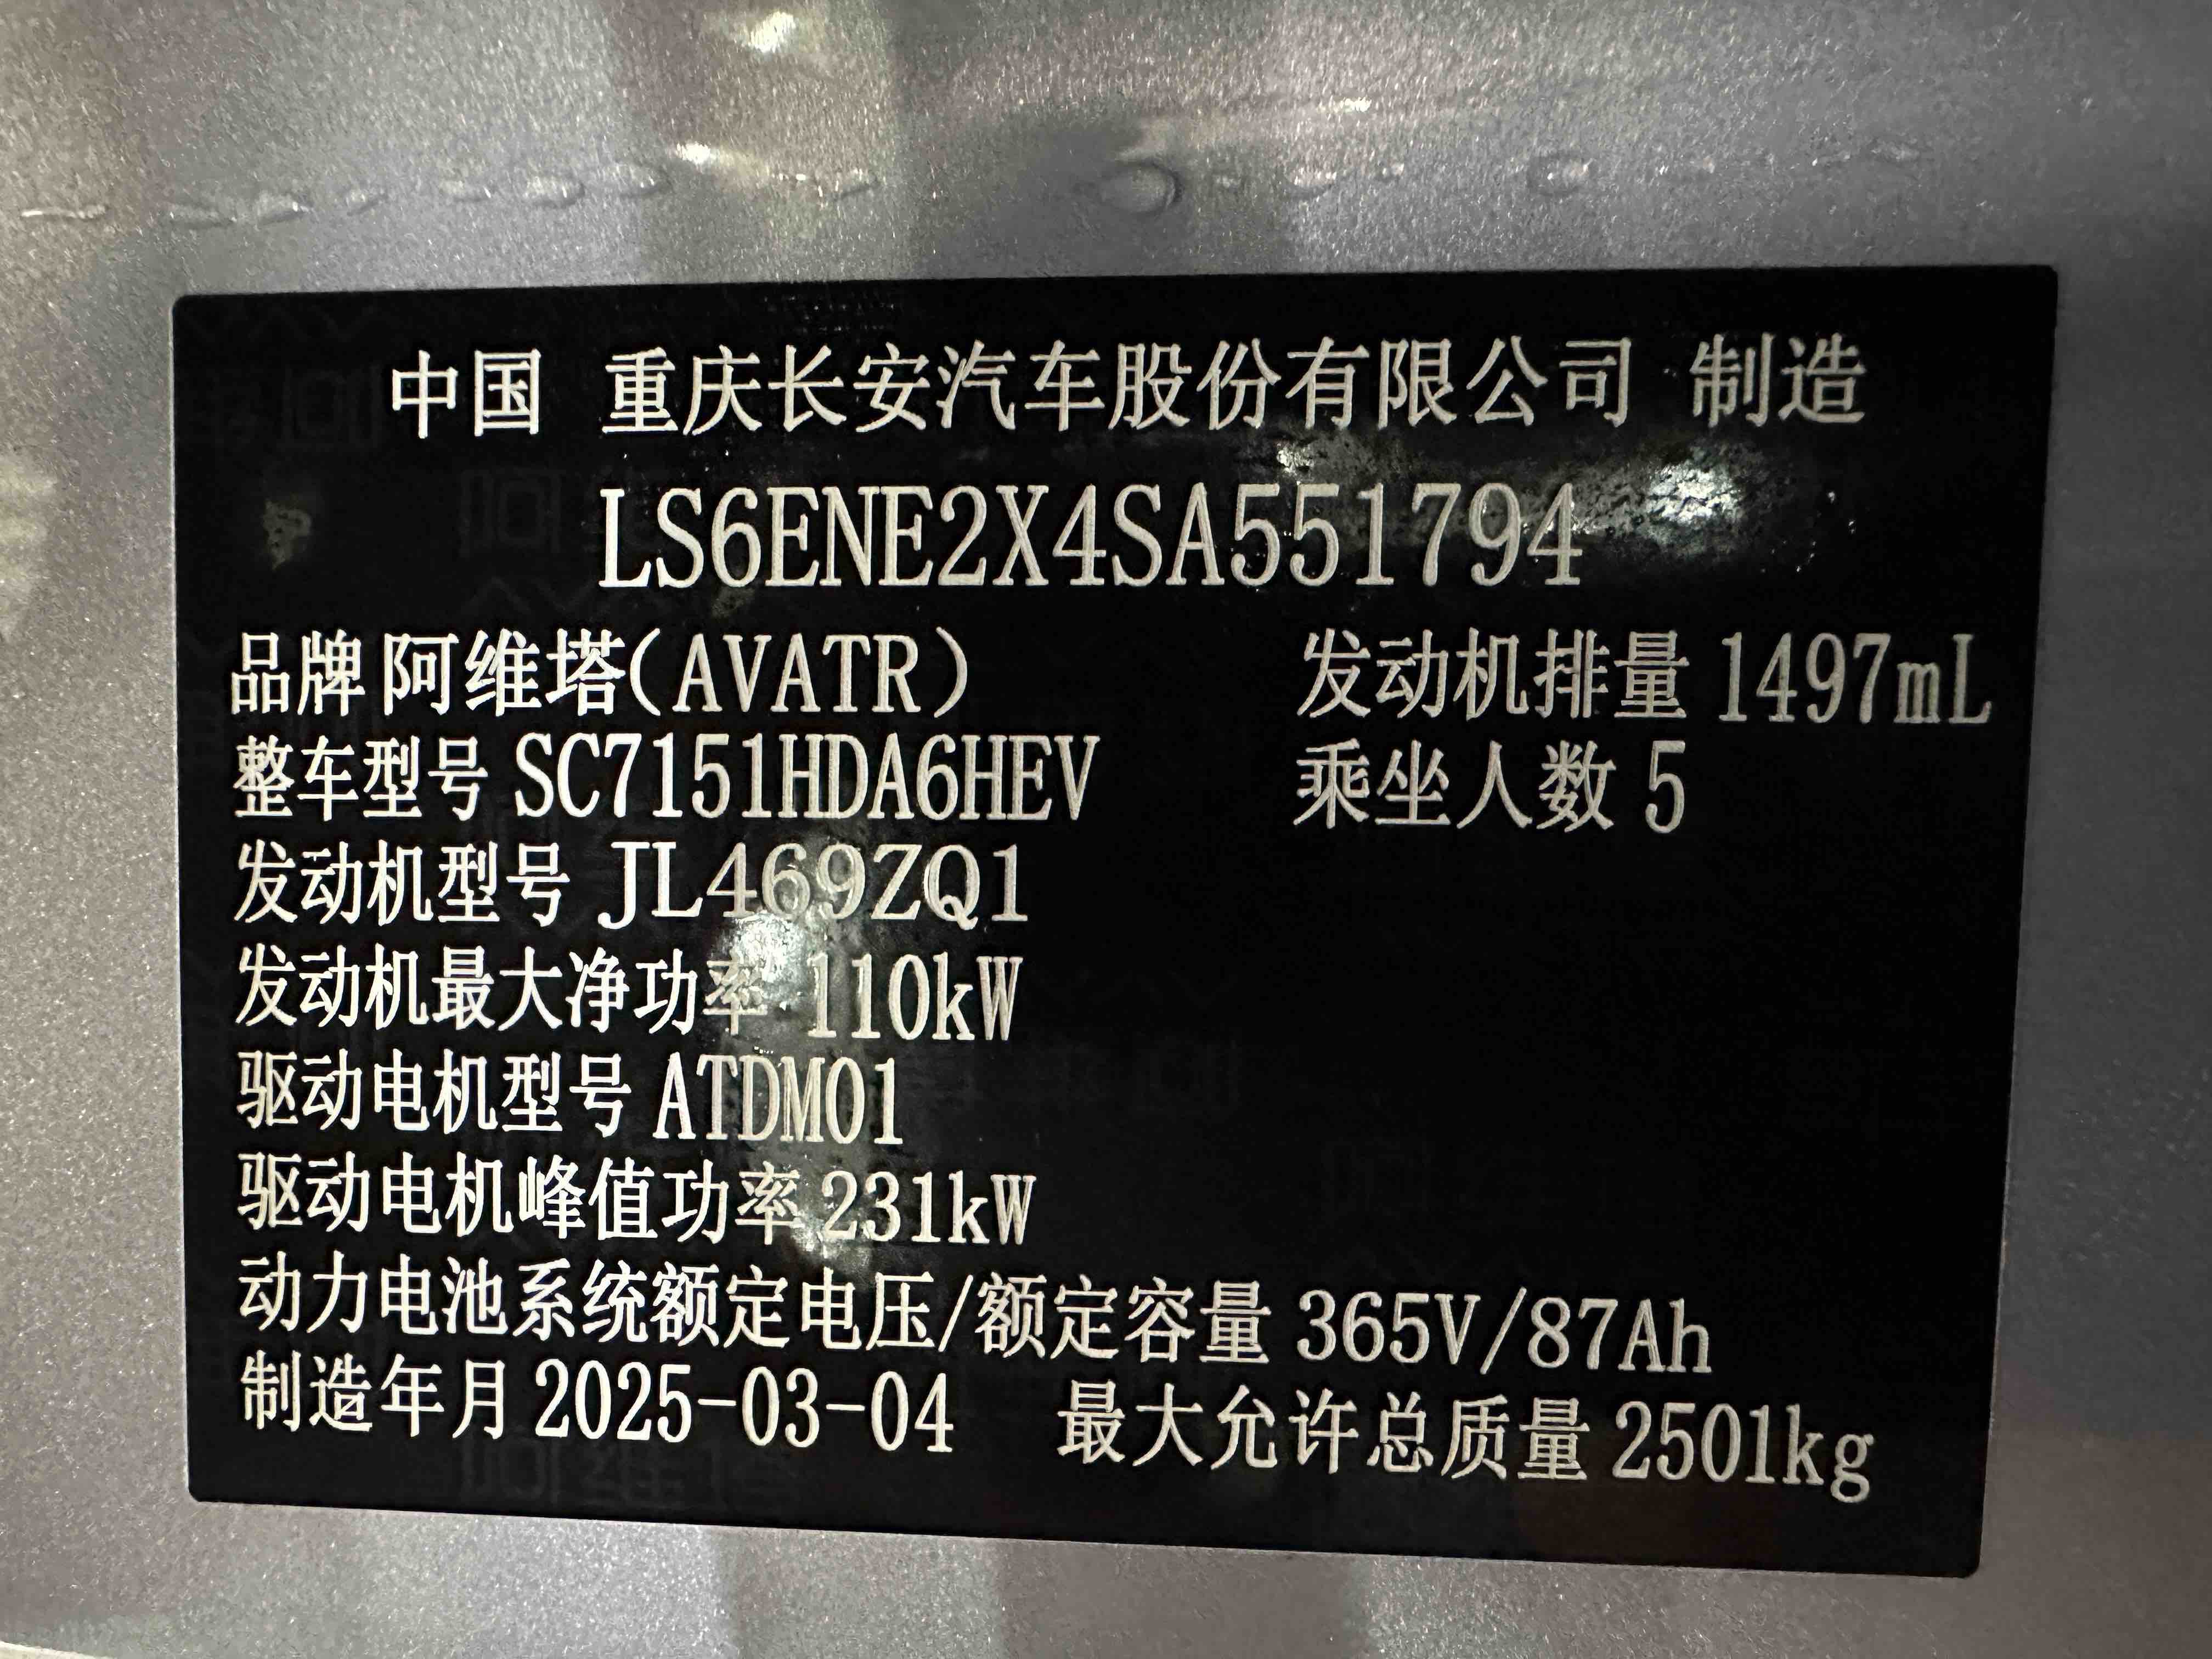 中国 重庆长安汽车股份有限公司 制造
LS6ENE2X4SA551794
品牌 阿维塔(AVATR) 发动机排量 1497mL
整车型号 SC7151HDA6HEV 乘坐人数 5
发动机型号 JL469ZQ1
发动机最大净功率 110kW
驱动电机型号 ATDM01
驱动电机峰值功率 231kW
动力电池系统额定电压/额定容量 365V/87Ah
制造年月 2025-03-04 最大允许总质量 2501kg